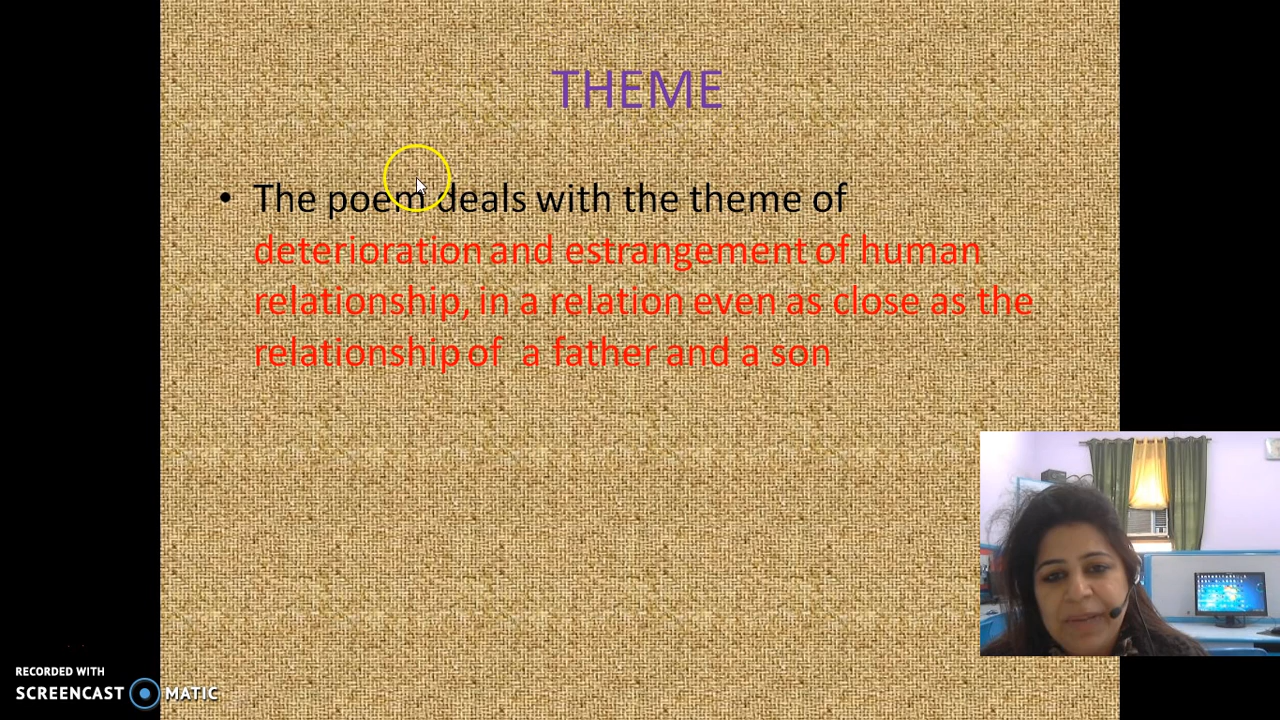 THEME
• The poem deals with the theme of
deterioration and estrangement of human
relationship, in a relation even as close as the
relationship of a father and a son
RECORDED WITH
SCREENCAST MATIC